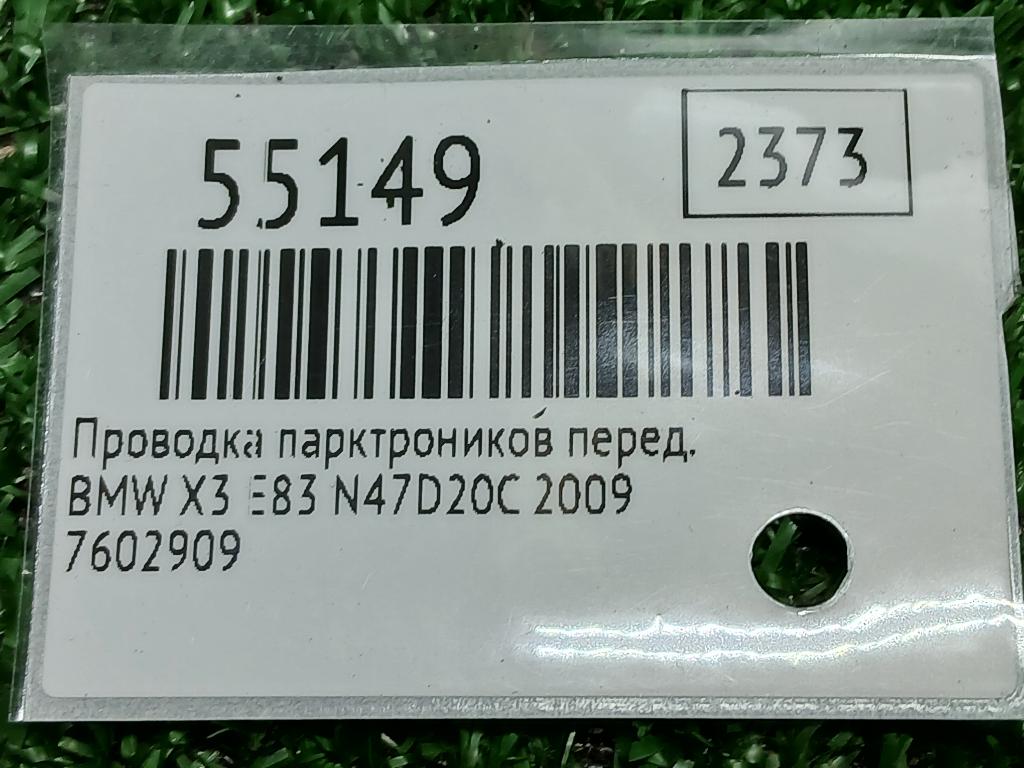 55149
2373
Проводка парктроников перед.
BMW X3 E83 N47D20C 2009
7602909